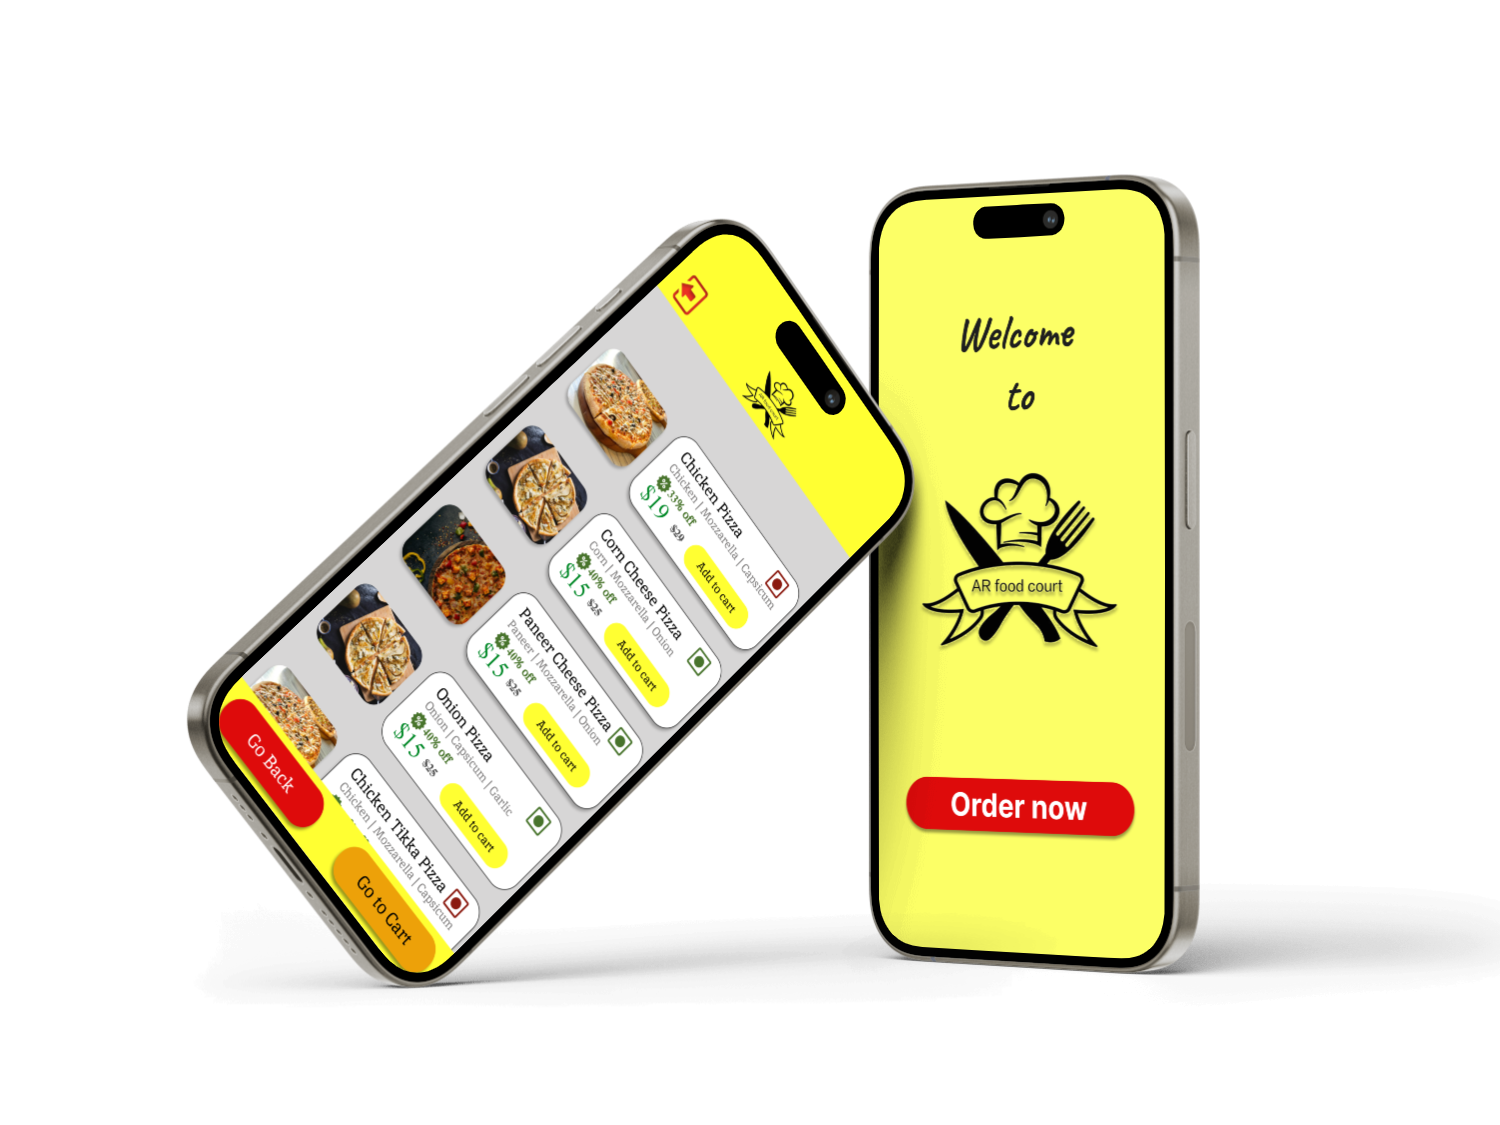 Chicken Pizza
Chicken | Mozzarella | Capsicum
33% off
$19 $29
Add to cart
Corn Cheese Pizza
Corn | Mozzarella | Onion
40% off
$15 $25
Add to cart
Paneer Cheese Pizza
Paneer | Mozzarella | Onion
40% off
$15 $25
Add to cart
Onion Pizza
Onion | Capsicum | Garlic
40% off
$15 $25
Add to cart
Chicken Tikka Pizza
Chicken | Mozzarella | Capsicum
Go Back
Go to Cart
Welcome
to
AR food court
Order now